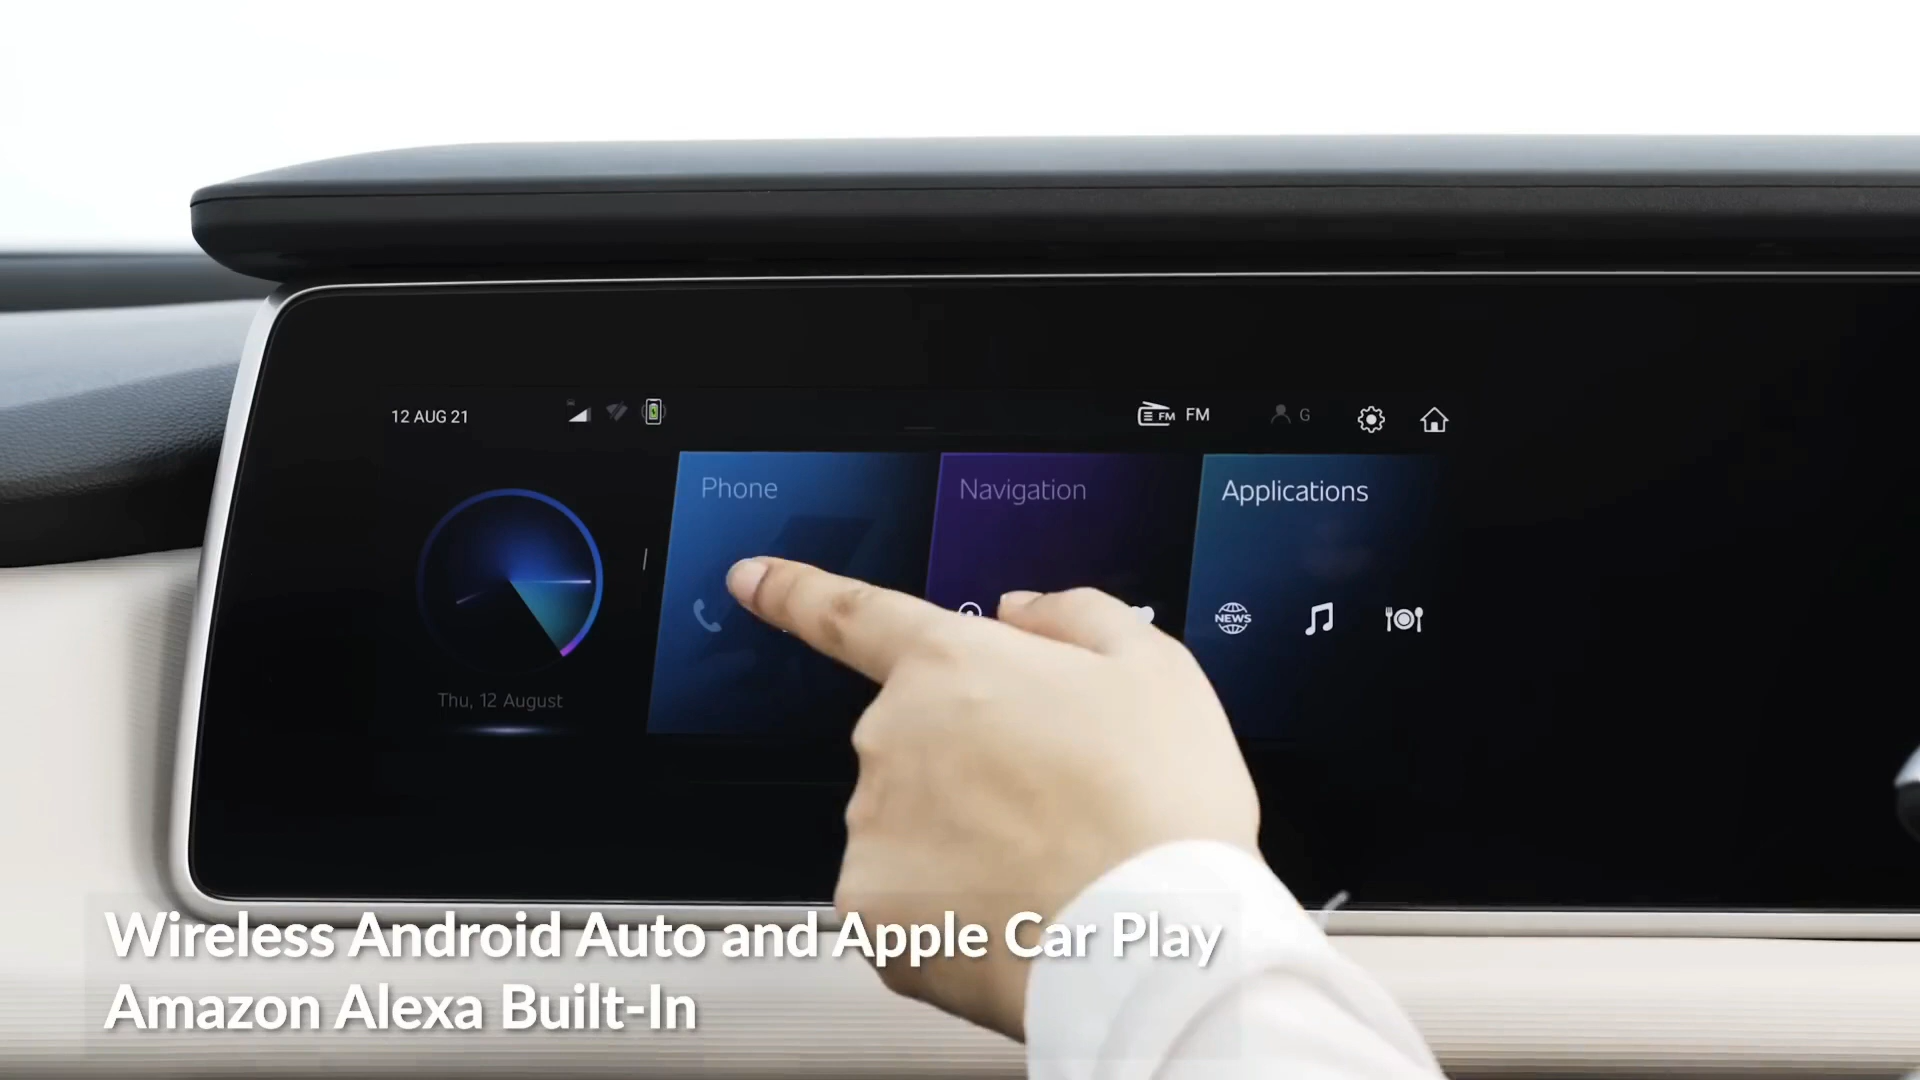 12 AUG 21
FM FM
G
Phone
Navigation
Applications
NEWS
Thu, 12 August
Wireless Android Auto and Apple Car Play
Amazon Alexa Built-In